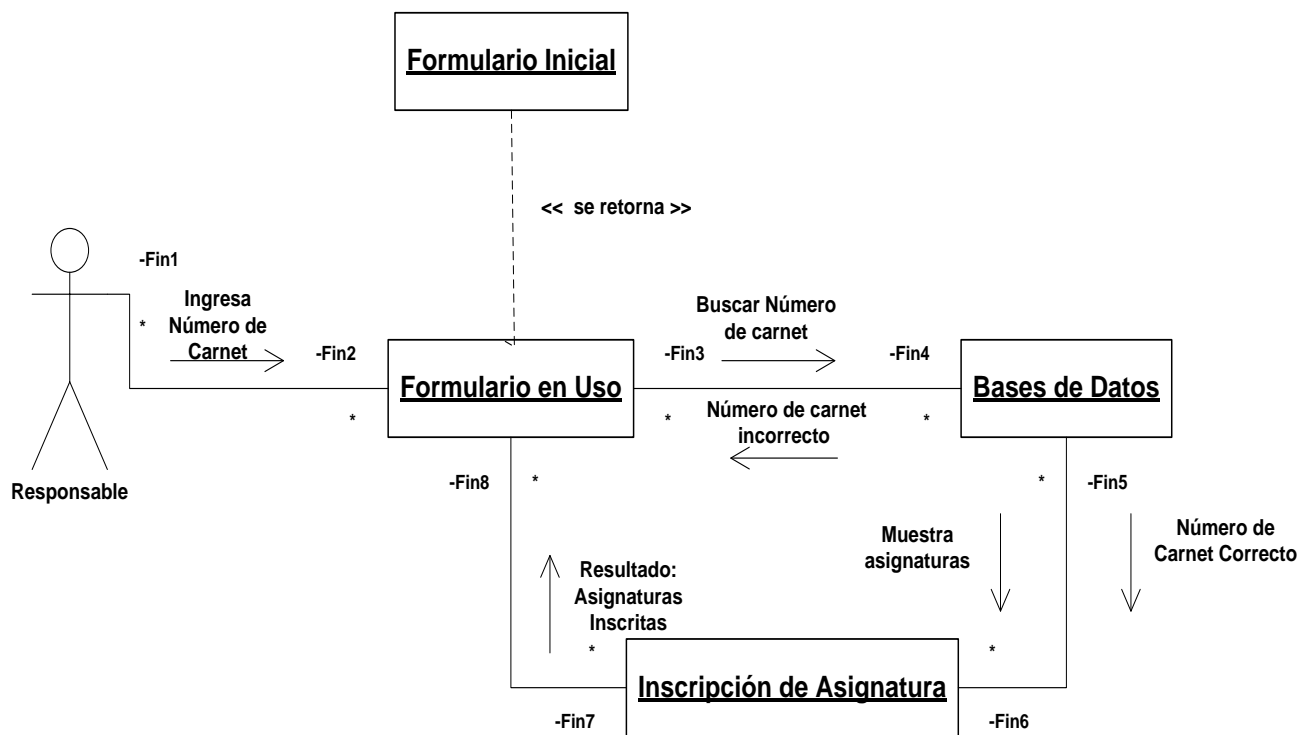 Formulario Inicial
<< se retorna >>
-Fin1
*
Ingresa
Número de
Carnet
-Fin2
*
Responsable
Formulario en Uso
-Fin3
*
Buscar Número
de carnet
-Fin4
*
Número de carnet
incorrecto
Bases de Datos
-Fin8
*
*
-Fin5
Muestra
asignaturas
Número de
Carnet Correcto
Resultado:
Asignaturas
Inscritas
*
*
Inscripción de Asignatura
-Fin7
-Fin6